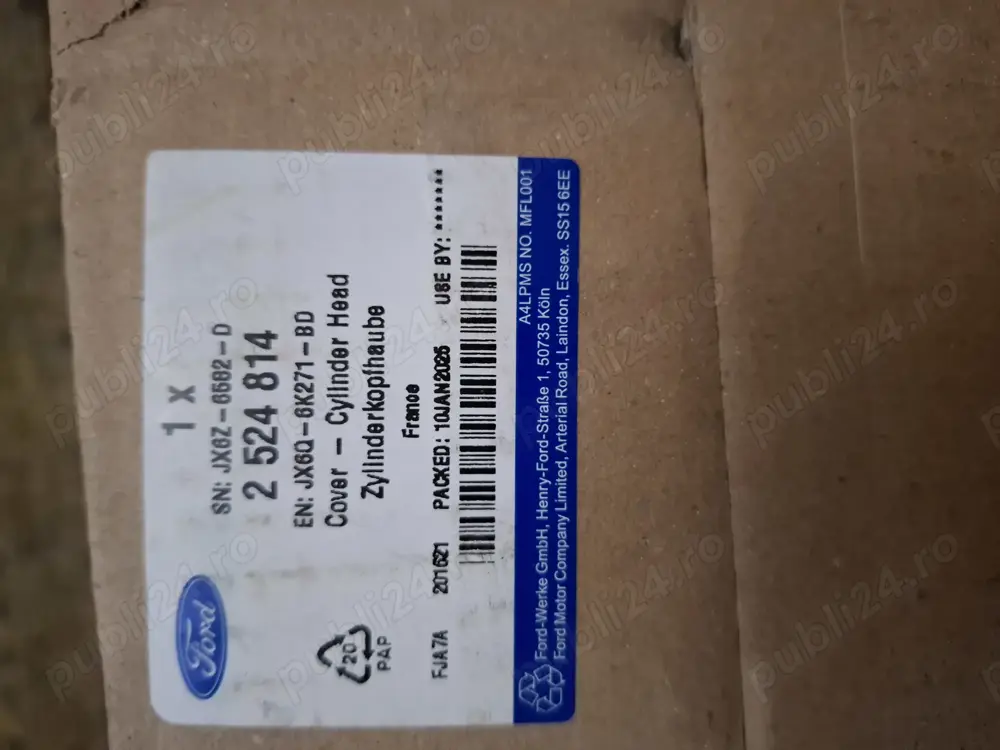 1 X
SN: JX6Z-6582-D
2 524 814
EN: JX6Q-6K271-BD
Cover - Cylinder Head
Zylinderkopfhaube
France
FJA7A 201621 PACKED: 10JAN2025 USE BY: *******
Ford
20
PAP
A4LPMS NO. MFL001
Ford-Werke GmbH, Henry-Ford-Straße 1, 50735 Köln
Ford Motor Company Limited, Arterial Road, Laindon, Essex. SS15 6EE
publi24.ro